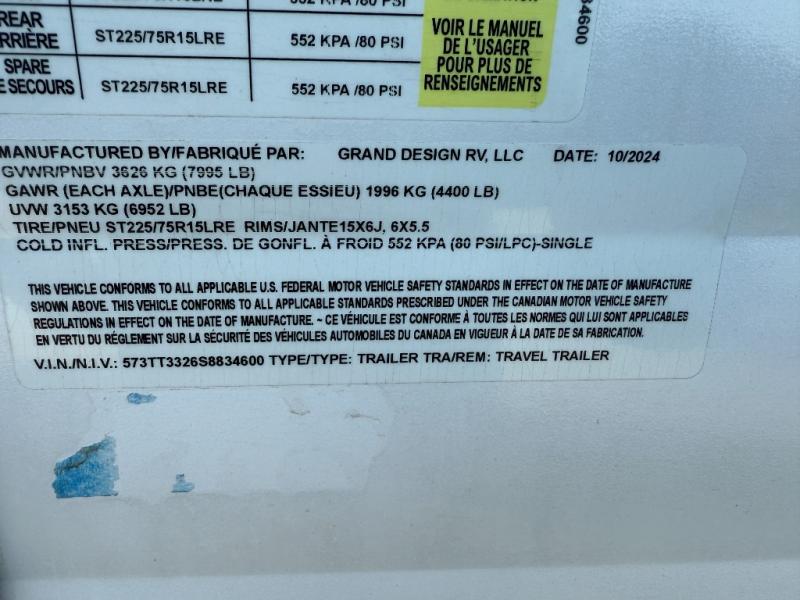 552 KPA /80 PSI
REAR
ST225/75R15LRE 552 KPA /80 PSI
SPARE
SECOURS ST225/75R15LRE 552 KPA /80 PSI
VOIR LE MANUEL
DE L'USAGER
POUR PLUS DE
RENSEIGNEMENTS
34600
MANUFACTURED BY/FABRIQUÉ PAR: GRAND DESIGN RV, LLC DATE: 10/2024
GVWR/PNBV 3626 KG (7995 LB)
GAWR (EACH AXLE)/PNBE(CHAQUE ESSIEU) 1996 KG (4400 LB)
UVW 3153 KG (6952 LB)
TIRE/PNEU ST225/75R15LRE RIMS/JANTE15X6J, 6X5.5
COLD INFL. PRESS/PRESS. DE GONFL. À FROID 552 KPA (80 PSI/LPC)-SINGLE
THIS VEHICLE CONFORMS TO ALL APPLICABLE U.S. FEDERAL MOTOR VEHICLE SAFETY STANDARDS IN EFFECT ON THE DATE OF MANUFACTURE
SHOWN ABOVE. THIS VEHICLE CONFORMS TO ALL APPLICABLE STANDARDS PRESCRIBED UNDER THE CANADIAN MOTOR VEHICLE SAFETY
REGULATIONS IN EFFECT ON THE DATE OF MANUFACTURE. ~ CE VÉHICULE EST CONFORME À TOUTES LES NORMES QUI LUI SONT APPLICABLES
EN VERTU DU RÉGLEMENT SUR LA SÉCURITÉ DES VÉHICULES AUTOMOBILES DU CANADA EN VIGUEUR À LA DATE DE SA FABRICATION.
V.I.N./N.I.V.: 573TT3326S8834600 TYPE/TYPE: TRAILER TRA/REM: TRAVEL TRAILER